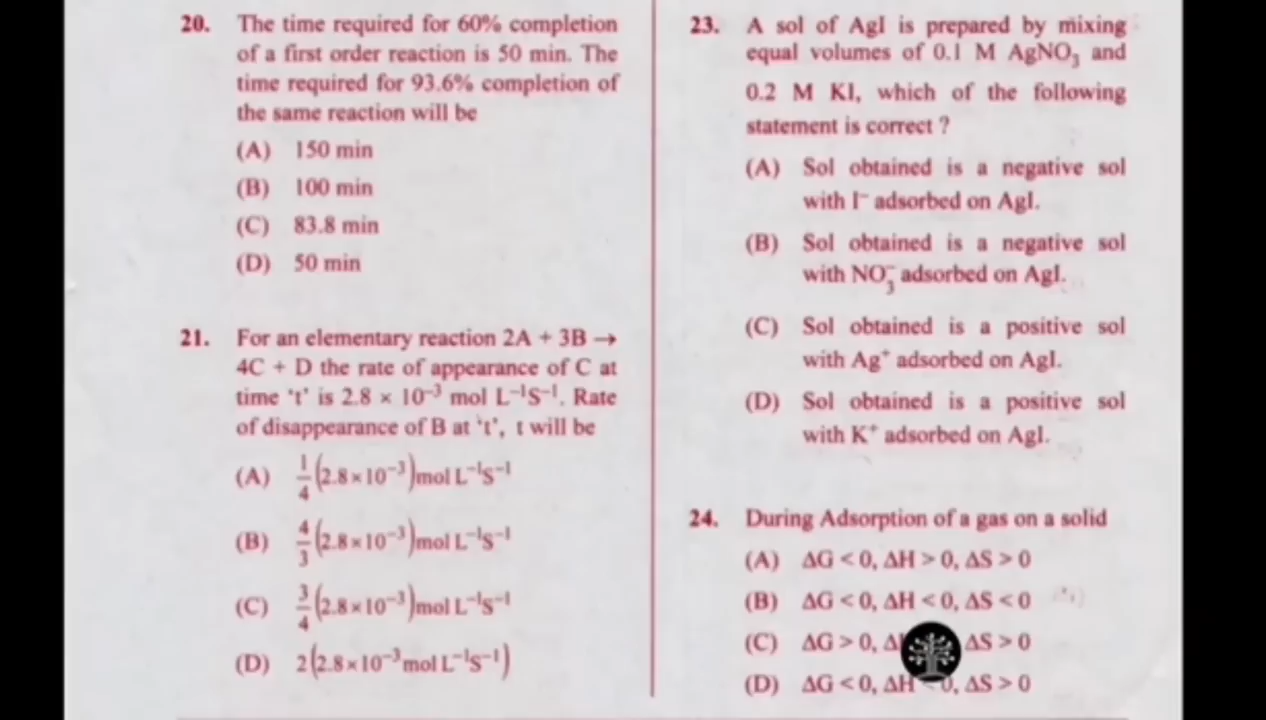 20. The time required for 60% completion
of a first order reaction is 50 min. The
time required for 93.6% completion of
the same reaction will be
(A) 150 min
(B) 100 min
(C) 83.8 min
(D) 50 min
21. For an elementary reaction 2A + 3B →
4C + D the rate of appearance of C at
time 't' is 2.8 × 10⁻³ mol L⁻¹S⁻¹. Rate
of disappearance of B at 't', t will be
(A) 1/4 (2.8×10⁻³) mol L⁻¹S⁻¹
(B) 4/3 (2.8×10⁻³) mol L⁻¹S⁻¹
(C) 3/4 (2.8×10⁻³) mol L⁻¹S⁻¹
(D) 2(2.8×10⁻³ mol L⁻¹S⁻¹)
23. A sol of AgI is prepared by mixing
equal volumes of 0.1 M AgNO₃ and
0.2 M KI, which of the following
statement is correct ?
(A) Sol obtained is a negative sol
with I⁻ adsorbed on AgI.
(B) Sol obtained is a negative sol
with NO₃⁻ adsorbed on AgI.
(C) Sol obtained is a positive sol
with Ag⁺ adsorbed on AgI.
(D) Sol obtained is a positive sol
with K⁺ adsorbed on AgI.
24. During Adsorption of a gas on a solid
(A) ΔG < 0, ΔH > 0, ΔS > 0
(B) ΔG < 0, ΔH < 0, ΔS < 0
(C) ΔG > 0, ΔS > 0
(D) ΔG < 0, ΔH 0, ΔS > 0